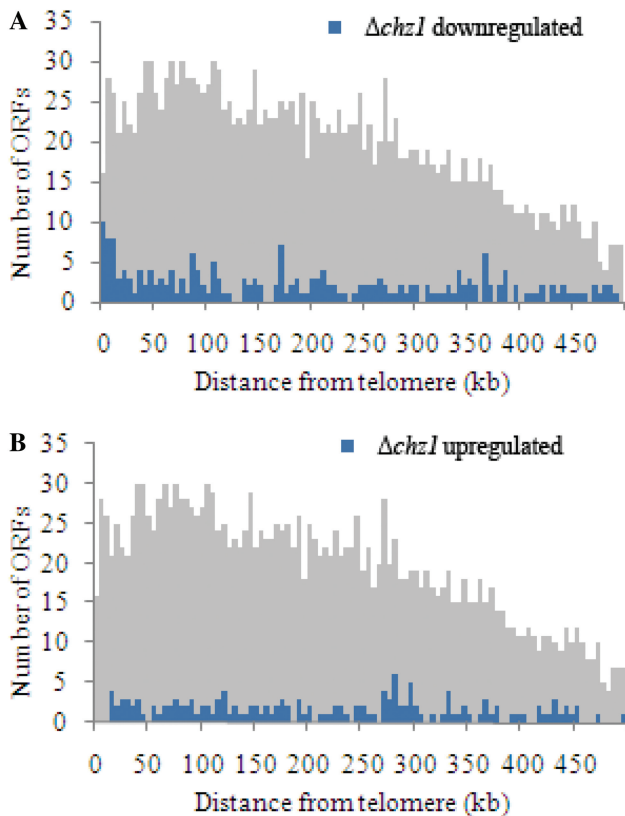 A
Δchz1 downregulated
35
30
25
20
15
10
5
0
Number of ORFs
0 50 100 150 200 250 300 350 400 450
Distance from telomere (kb)
B
Δchz1 upregulated
35
30
25
20
15
10
5
0
Number of ORFs
0 50 100 150 200 250 300 350 400 450
Distance from telomere (kb)